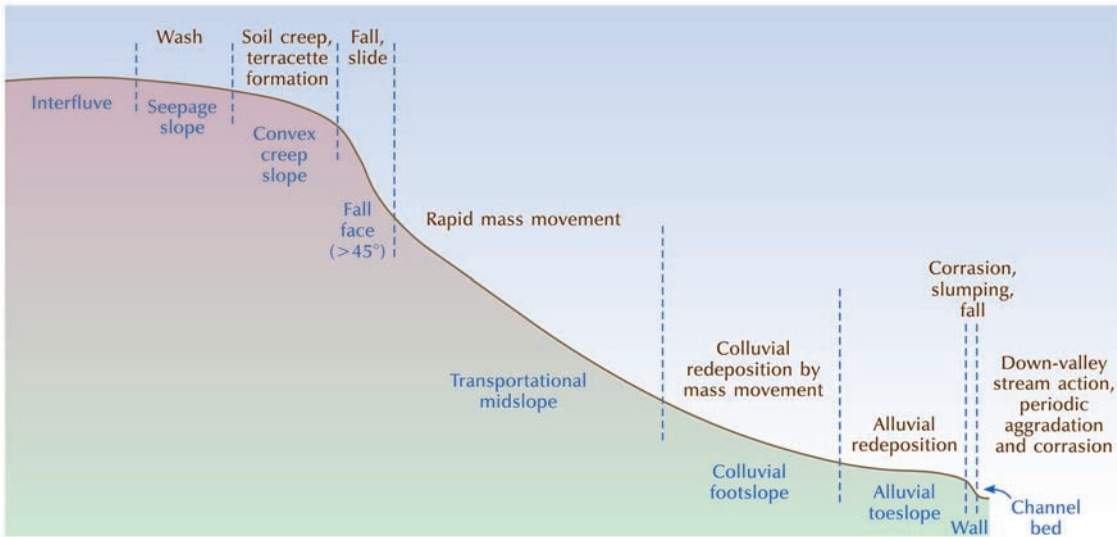 Wash
Soil creep,
terracette
formation
Fall,
slide
Interfluve
Seepage
slope
Convex
creep
slope
Fall
face
(>45°)
Rapid mass movement
Transportational
midslope
Colluvial
redeposition by
mass movement
Colluvial
footslope
Alluvial
redeposition
Alluvial
toeslope
Corrasion,
slumping,
fall
Wall
Down-valley
stream action,
periodic
aggradation
and corrasion
Channel
bed